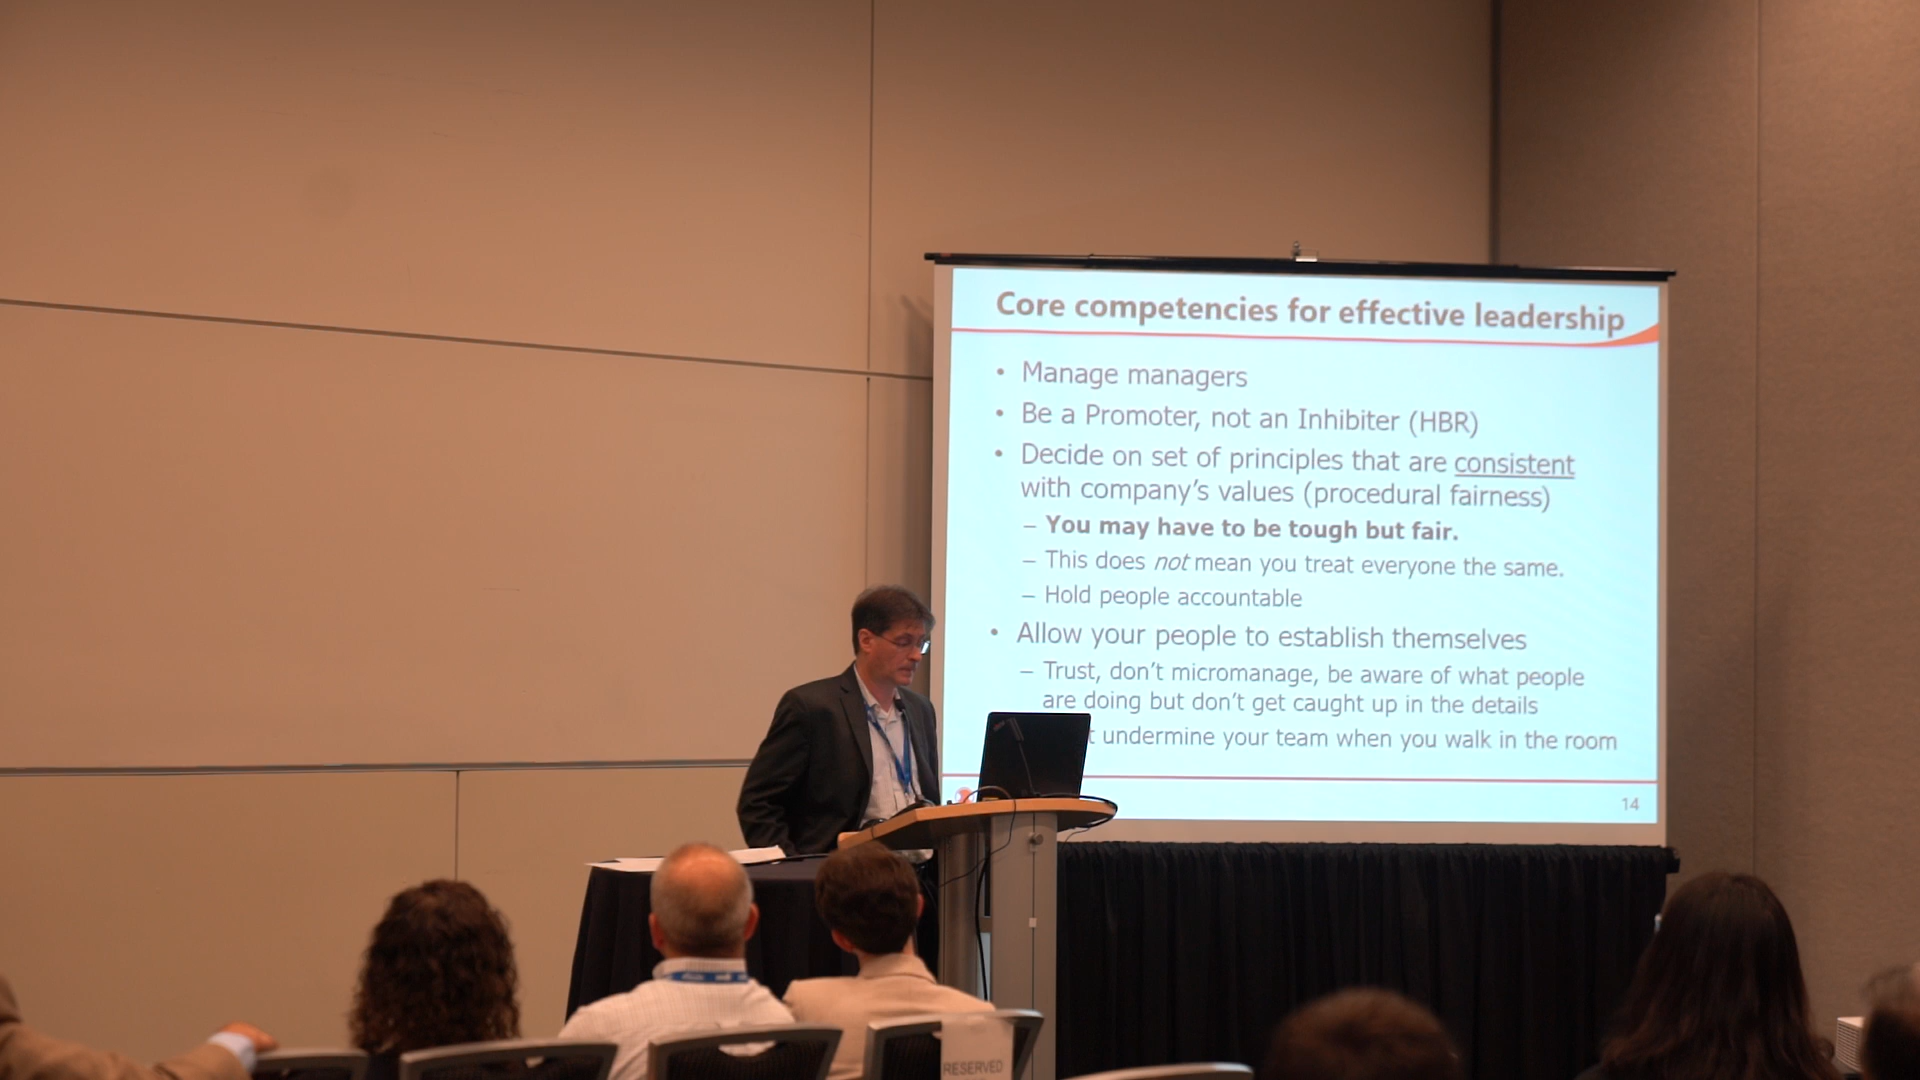 Core competencies for effective leadership
• Manage managers
• Be a Promoter, not an Inhibiter (HBR)
• Decide on set of principles that are consistent
with company's values (procedural fairness)
– You may have to be tough but fair.
– This does not mean you treat everyone the same.
– Hold people accountable
• Allow your people to establish themselves
– Trust, don't micromanage, be aware of what people
are doing but don't get caught up in the details
undermine your team when you walk in the room
14
RESERVED